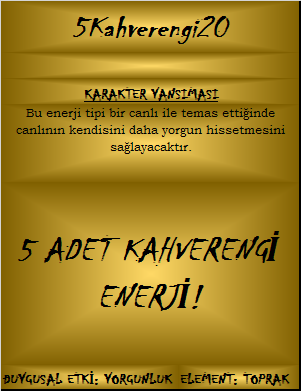 5Kahverengi20
KARAKTER YANSIMASI
Bu enerji tipi bir canlı ile temas ettiğinde
canlının kendisini daha yorgun hissetmesini
sağlayacaktır.
5 ADET KAHVERENGİ
ENERJİ!
DUYGUSAL ETKİ: YORGUNLUK ELEMENT: TOPRAK